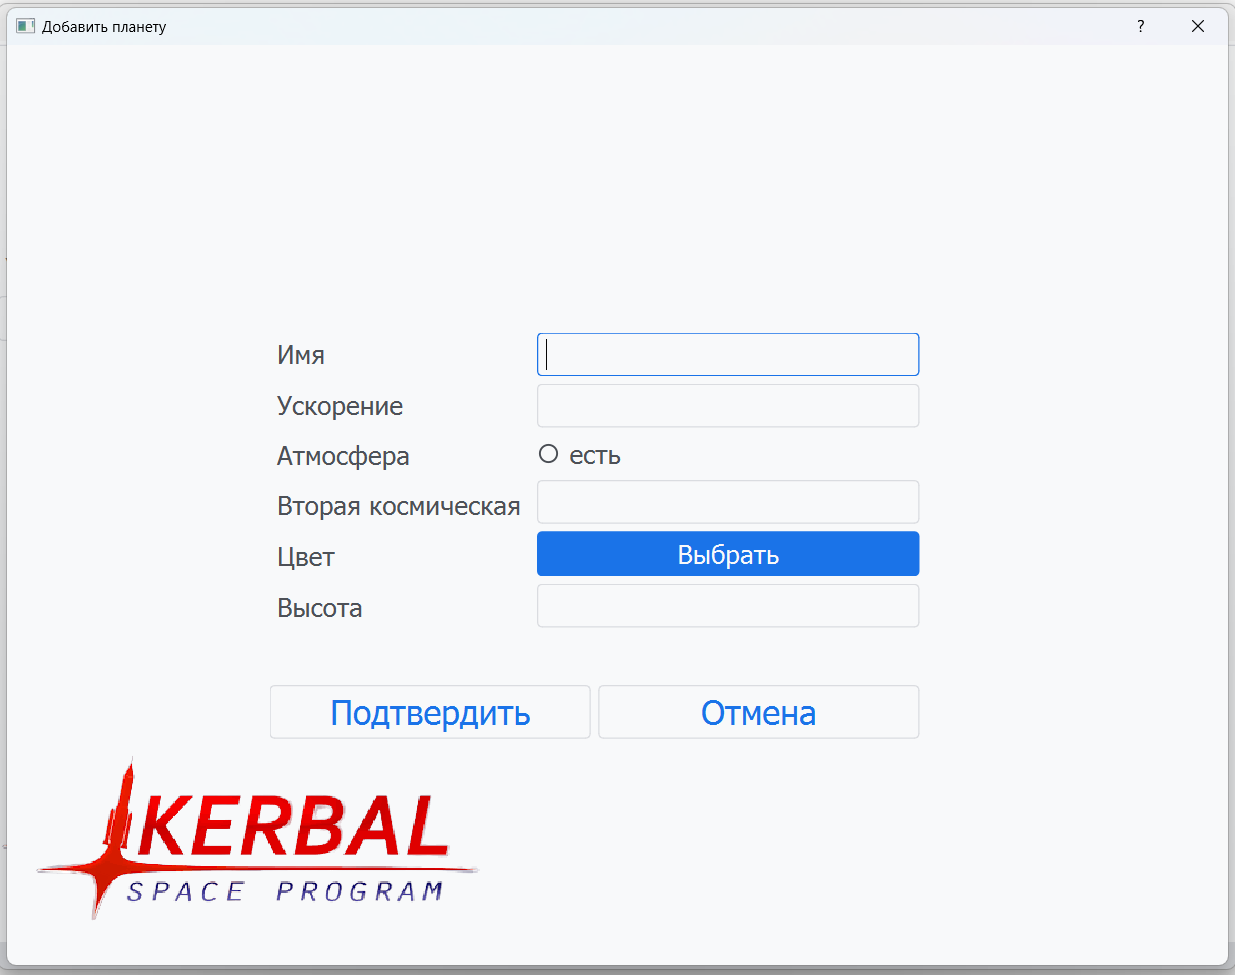 Добавить планету ?
Имя
Ускорение
Атмосфера есть
Вторая космическая
Цвет Выбрать
Высота
Подтвердить Отмена
KERBAL
SPACE PROGRAM